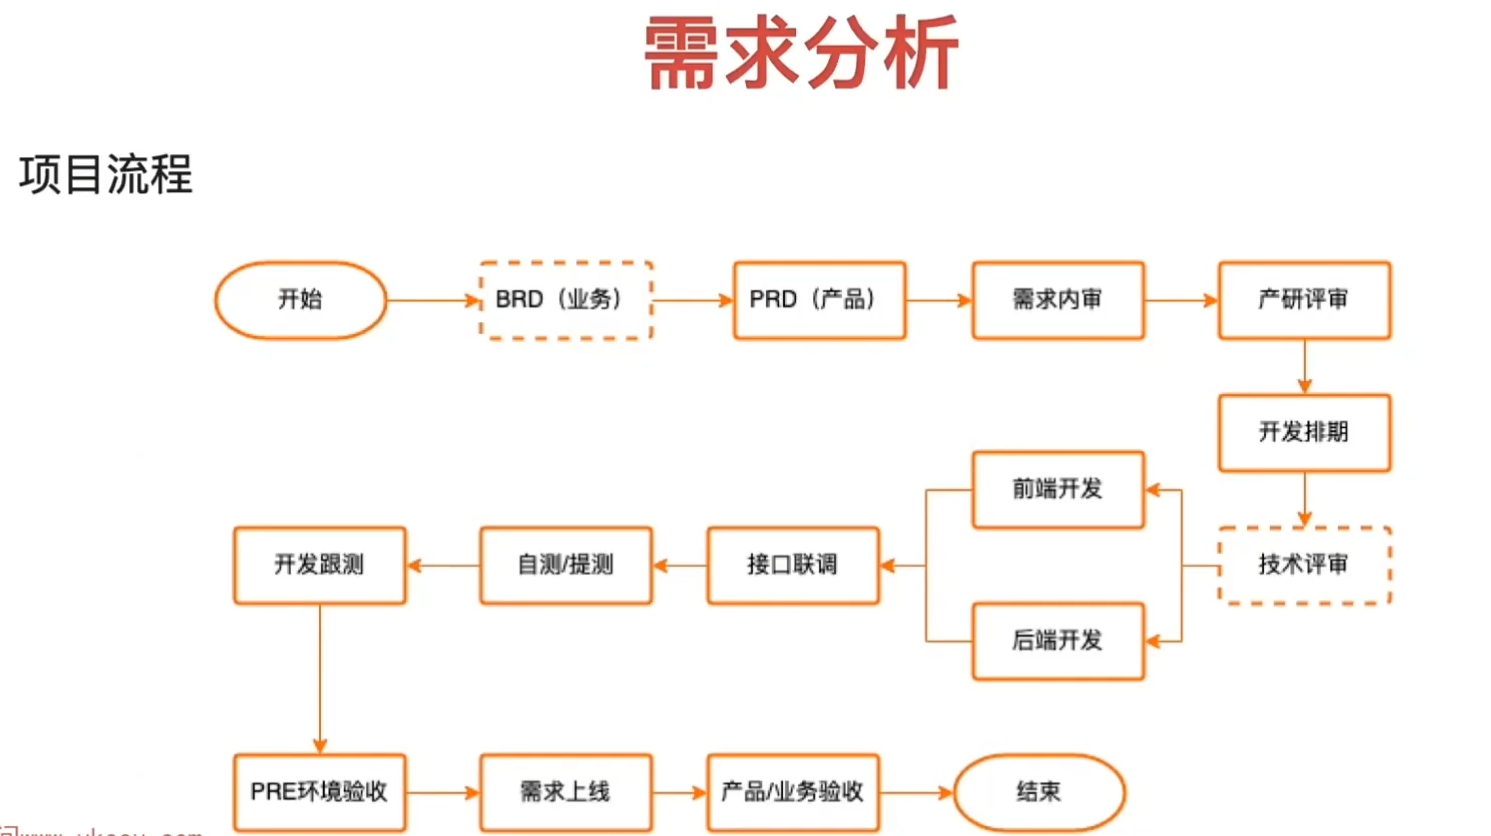 需求分析
项目流程
开始
BRD（业务）
PRD（产品）
需求内审
产研评审
开发排期
技术评审
前端开发
后端开发
接口联调
自测/提测
开发跟测
PRE环境验收
需求上线
产品/业务验收
结束